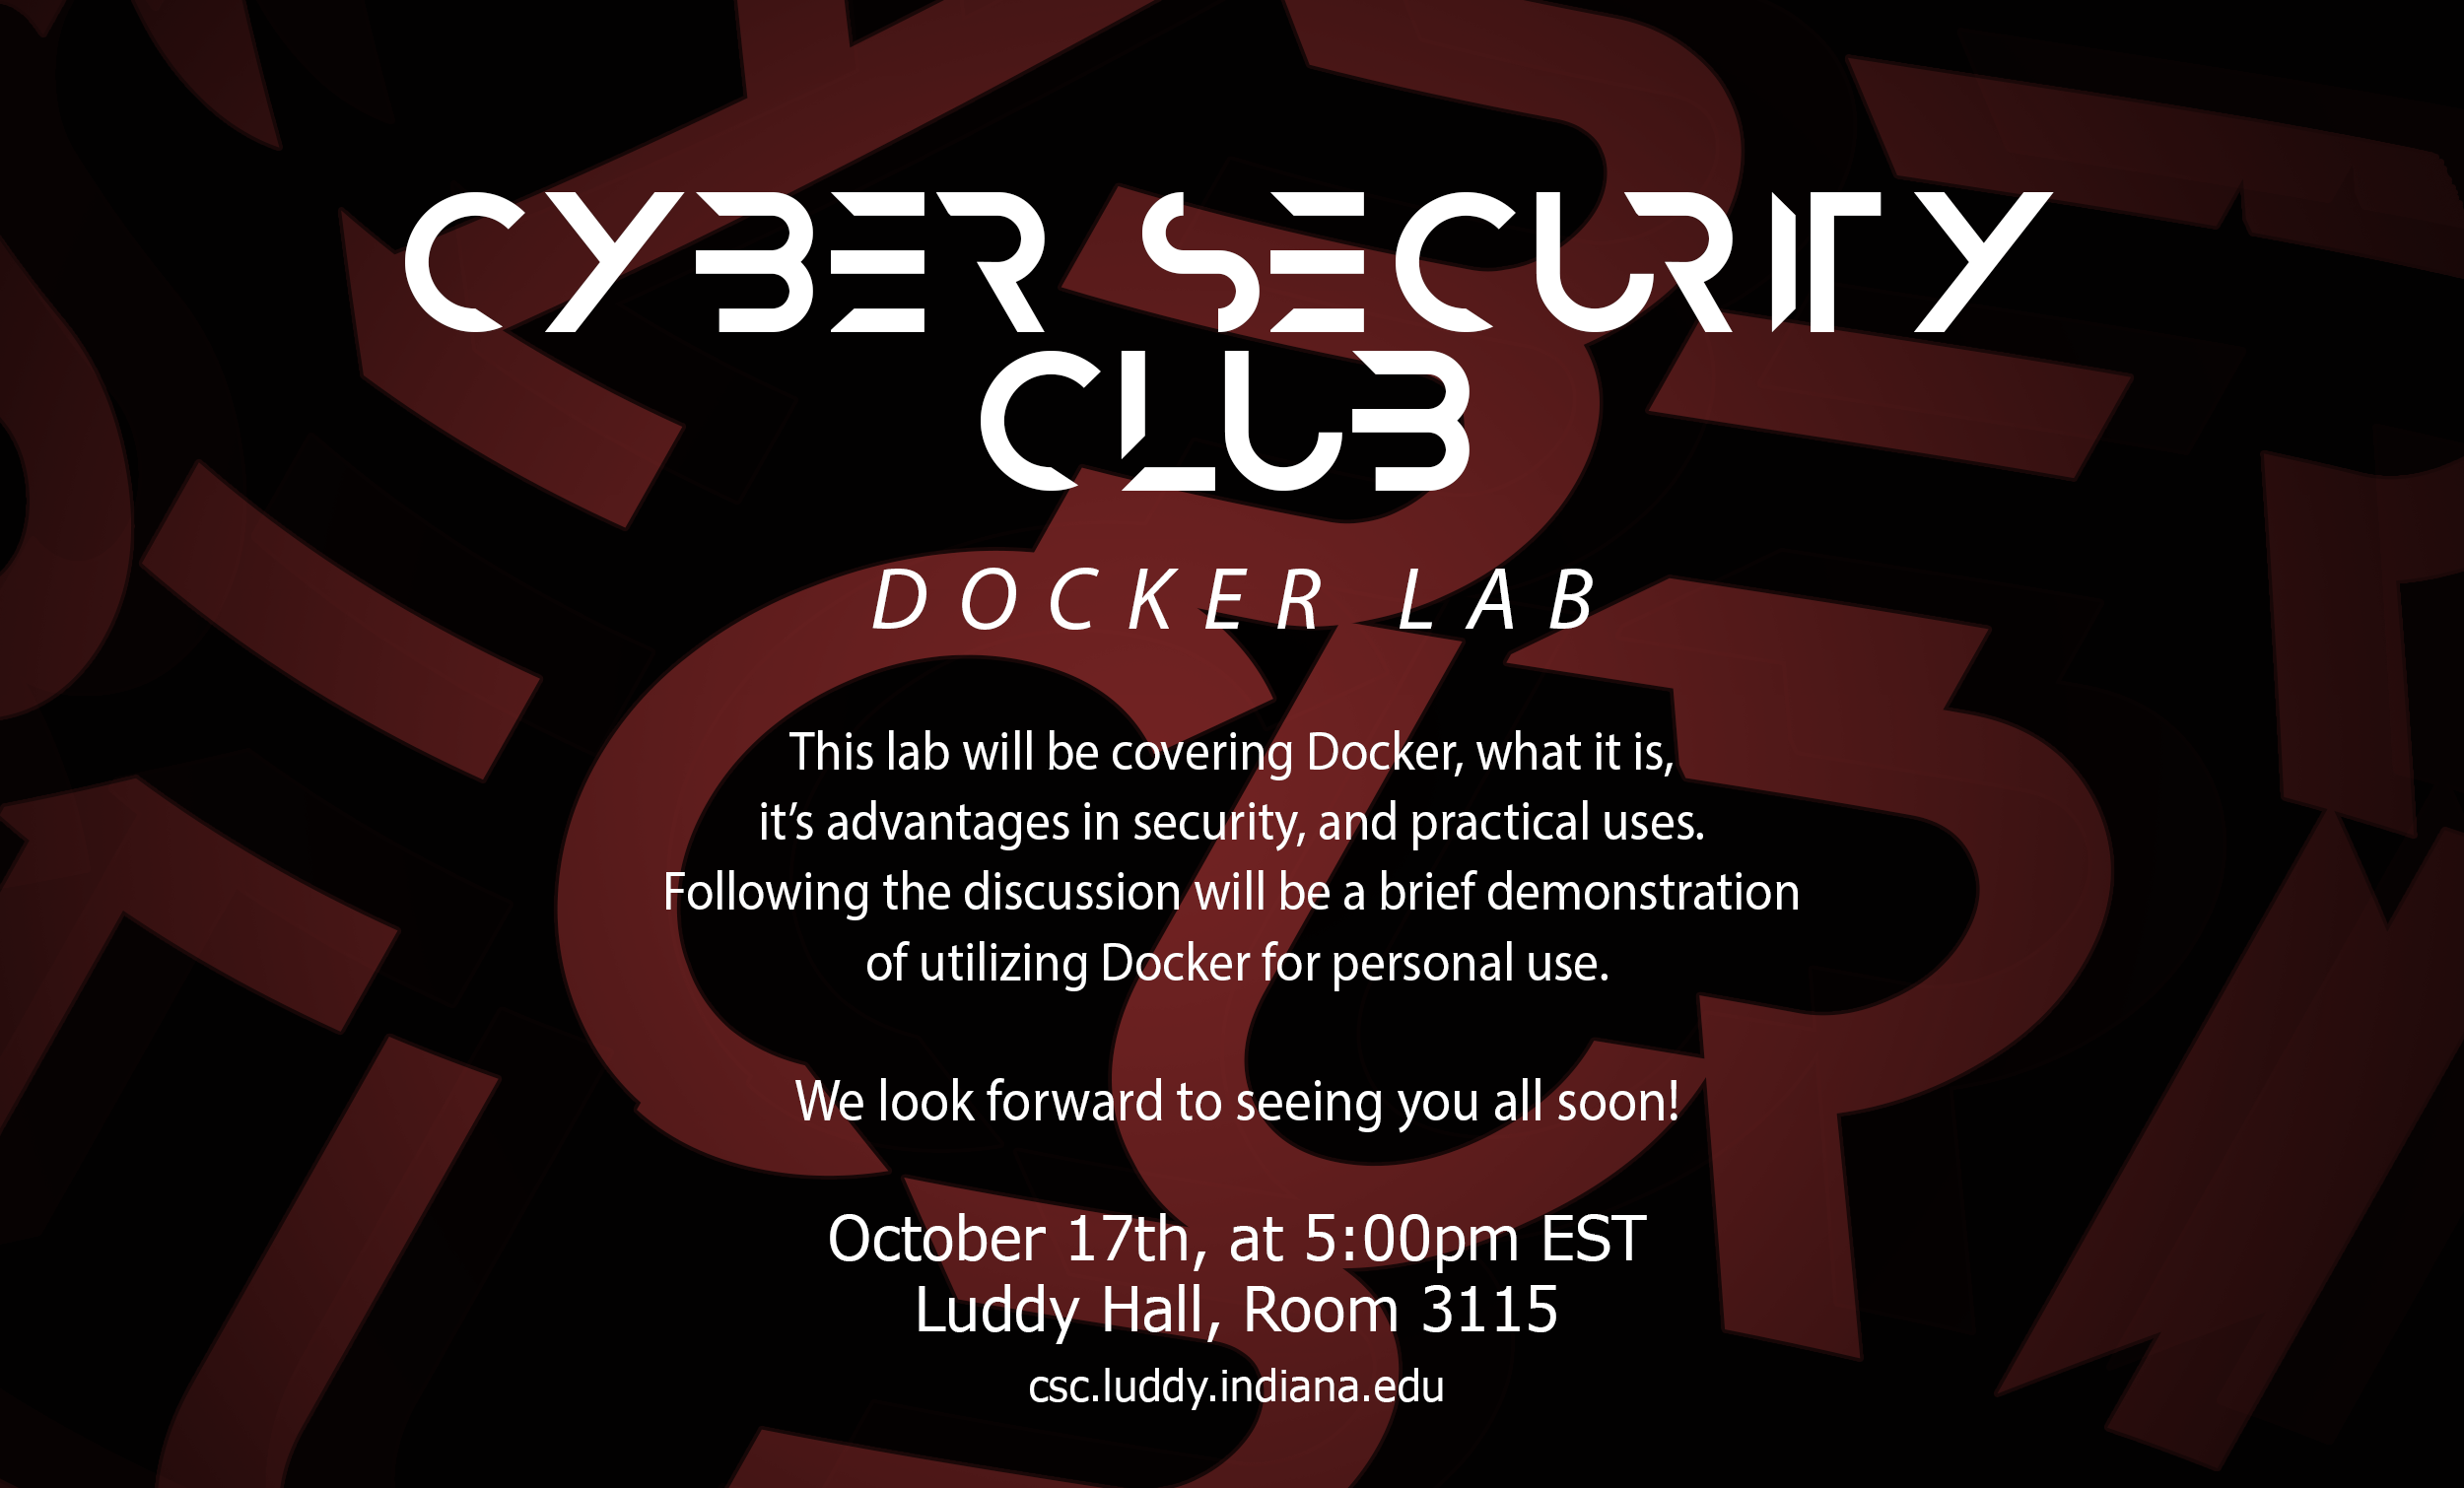 CYBER SECURITY
CLUB
DOCKER LAB
This lab will be covering Docker, what it is,
it’s advantages in security, and practical uses.
Following the discussion will be a brief demonstration
of utilizing Docker for personal use.
We look forward to seeing you all soon!
October 17th, at 5:00pm EST
Luddy Hall, Room 3115
csc.luddy.indiana.edu